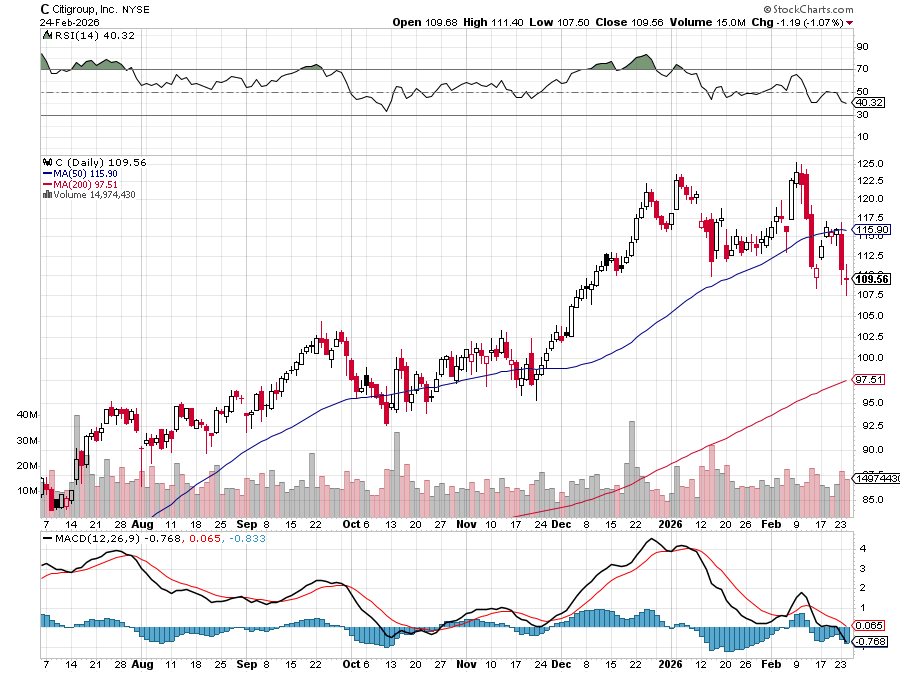 C Citigroup, Inc. NYSE
© StockCharts.com
24-Feb-2026
Open 109.68 High 111.40 Low 107.50 Close 109.56 Volume 15.0M Chg -1.19 (-1.07%)
RSI(14) 40.32
90
70
50
40.32
30
10
C (Daily) 109.56
MA(50) 115.90
MA(200) 97.51
Volume 14,974,430
125.0
122.5
120.0
117.5
115.90
112.5
109.56
107.5
105.0
102.5
100.0
97.51
95.0
92.5
90.0
85.0
14974430
40M
30M
20M
10M
7 14 21 28 Aug 11 18 25 Sep 8 15 22 Oct 6 13 20 27 Nov 10 17 24 Dec 8 15 22 2026 12 20 26 Feb 9 17 23
MACD(12,26,9) -0.768, 0.065, -0.833
4
3
2
1
0.065
-0.768
7 14 21 28 Aug 11 18 25 Sep 8 15 22 Oct 6 13 20 27 Nov 10 17 24 Dec 8 15 22 2026 12 20 26 Feb 9 17 23